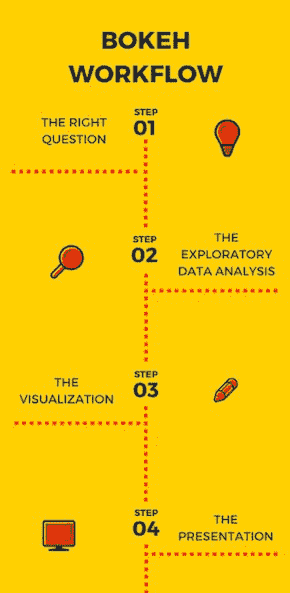 BOKEH
WORKFLOW
STEP
01
THE RIGHT
QUESTION
STEP
02
THE
EXPLORATORY
DATA ANALYSIS
STEP
03
THE
VISUALIZATION
STEP
04
THE
PRESENTATION